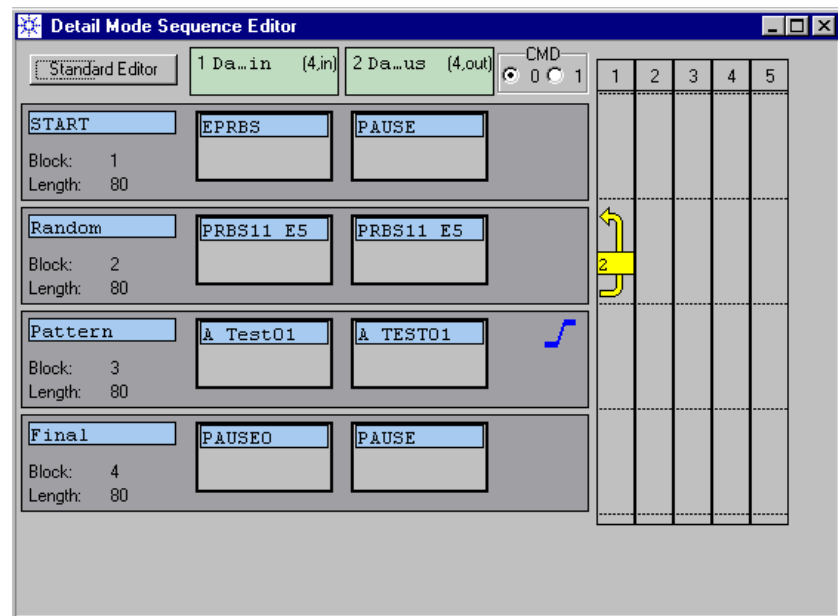 Detail Mode Sequence Editor
Standard Editor
1 Da…in (4,in)
2 Da…us (4,out)
CMD
0 1
1 2 3 4 5
START
EPRBS
PAUSE
Block: 1
Length: 80
Random
PRBS11 E5
PRBS11 E5
Block: 2
Length: 80
2
Pattern
A Test01
A TEST01
Block: 3
Length: 80
Final
PAUSE0
PAUSE
Block: 4
Length: 80